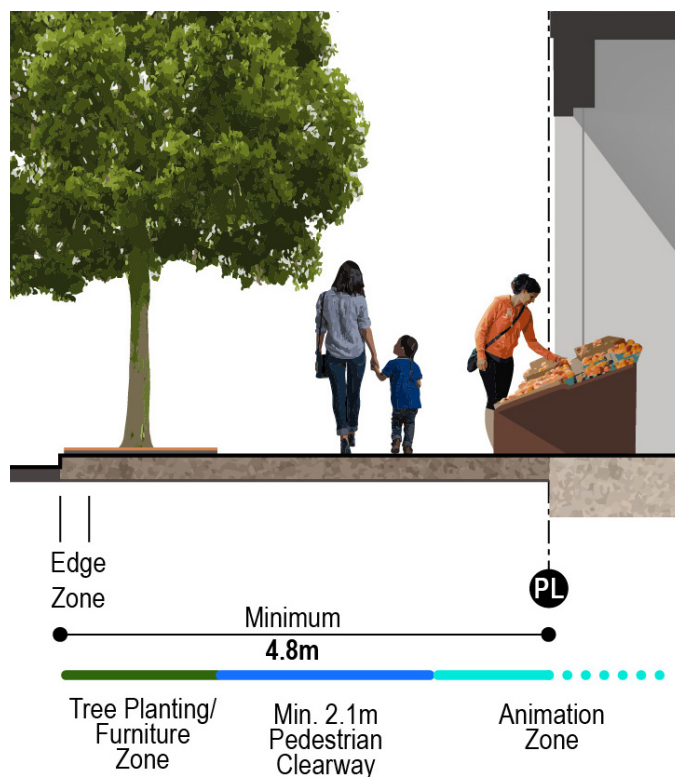 Edge
Zone
PL
Minimum
4.8m
Tree Planting/
Furniture
Zone
Min. 2.1m
Pedestrian
Clearway
Animation
Zone